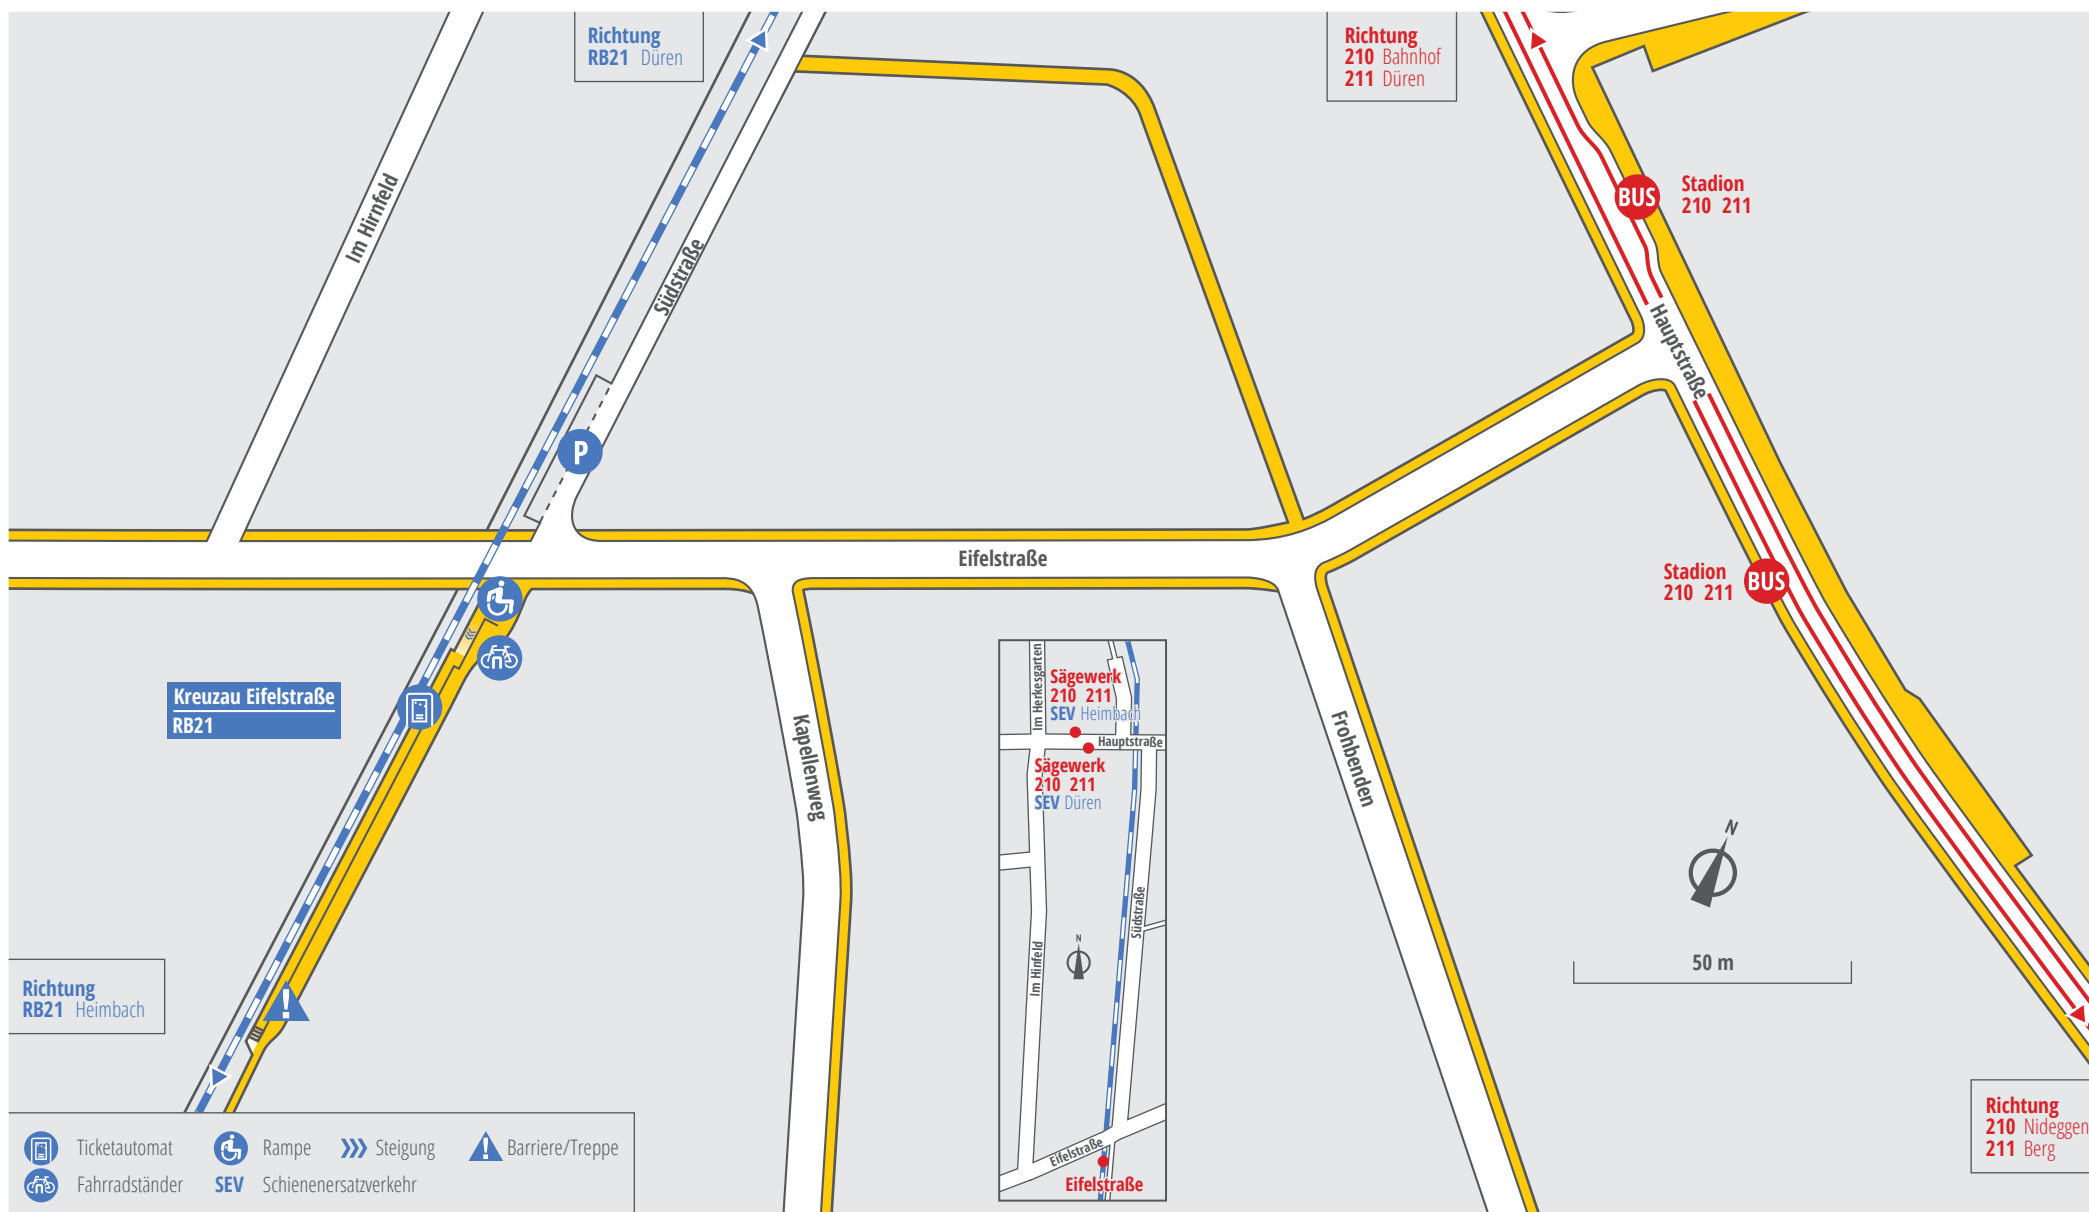 Richtung
RB21 Düren
Richtung
210 Bahnhof
211 Düren
Im Hirnfeld
Südstraße
BUS
Stadion
210 211
Hauptstraße
P
Eifelstraße
Stadion
210 211
BUS
Kreuzau Eifelstraße
RB21
Kapellenweg
Frohbenden
Im Herkesgarten
Sägewerk
210 211
SEV Heimbach
Hauptstraße
Sägewerk
210 211
SEV Düren
Südstraße
Im Hinfeld
N
Eifelstraße
Eifelstraße
N
50 m
Richtung
RB21 Heimbach
!
Richtung
210 Nideggen
211 Berg
Ticketautomat
Rampe
Steigung
! Barriere/Treppe
Fahrradständer
SEV Schienenersatzverkehr